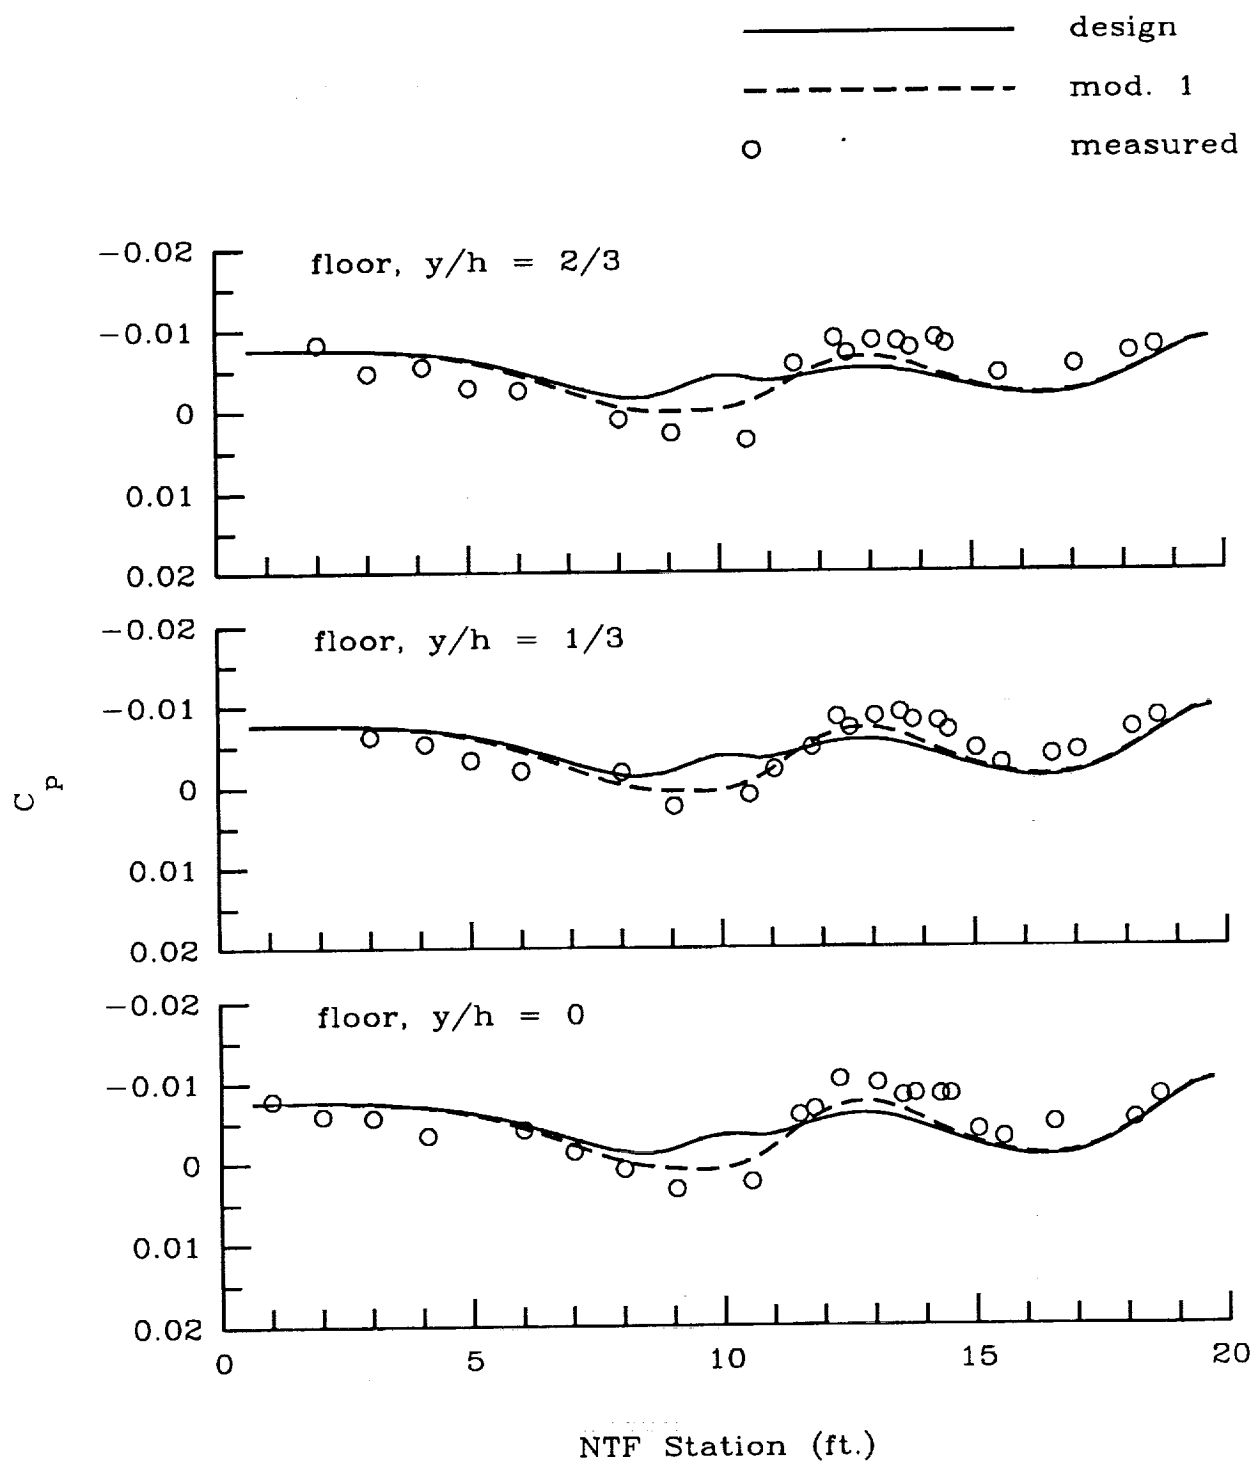 design
mod. 1
measured
floor, y/h = 2/3
−0.02
−0.01
0
0.01
0.02
floor, y/h = 1/3
−0.02
−0.01
0
0.01
0.02
C p
floor, y/h = 0
−0.02
−0.01
0
0.01
0.02
0 5 10 15 20
NTF Station (ft.)